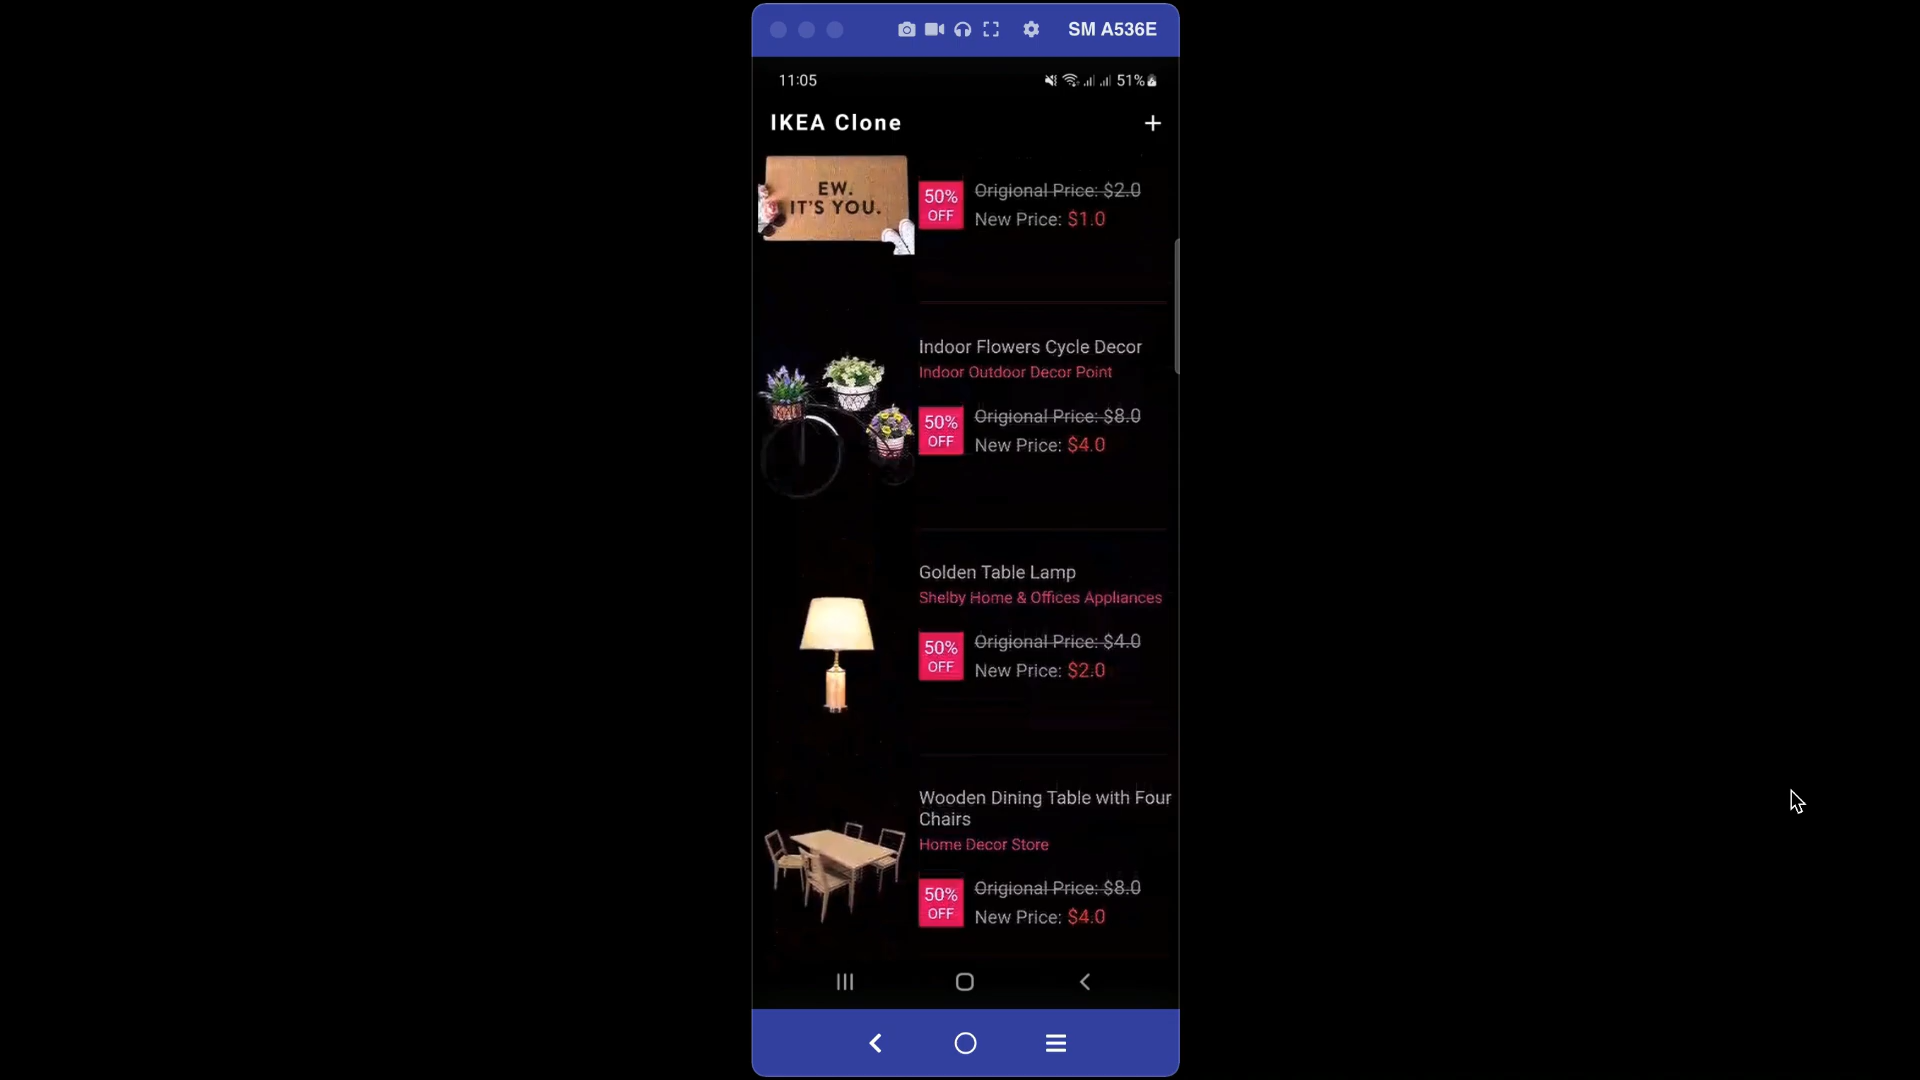 SM A536E
11:05
51%
IKEA Clone
+
EW.
IT'S YOU.
50%
OFF
Origional Price: $2.0
New Price: $1.0
Indoor Flowers Cycle Decor
Indoor Outdoor Decor Point
50%
OFF
Origional Price: $8.0
New Price: $4.0
Golden Table Lamp
Shelby Home & Offices Appliances
50%
OFF
Origional Price: $4.0
New Price: $2.0
Wooden Dining Table with Four
Chairs
Home Decor Store
50%
OFF
Origional Price: $8.0
New Price: $4.0